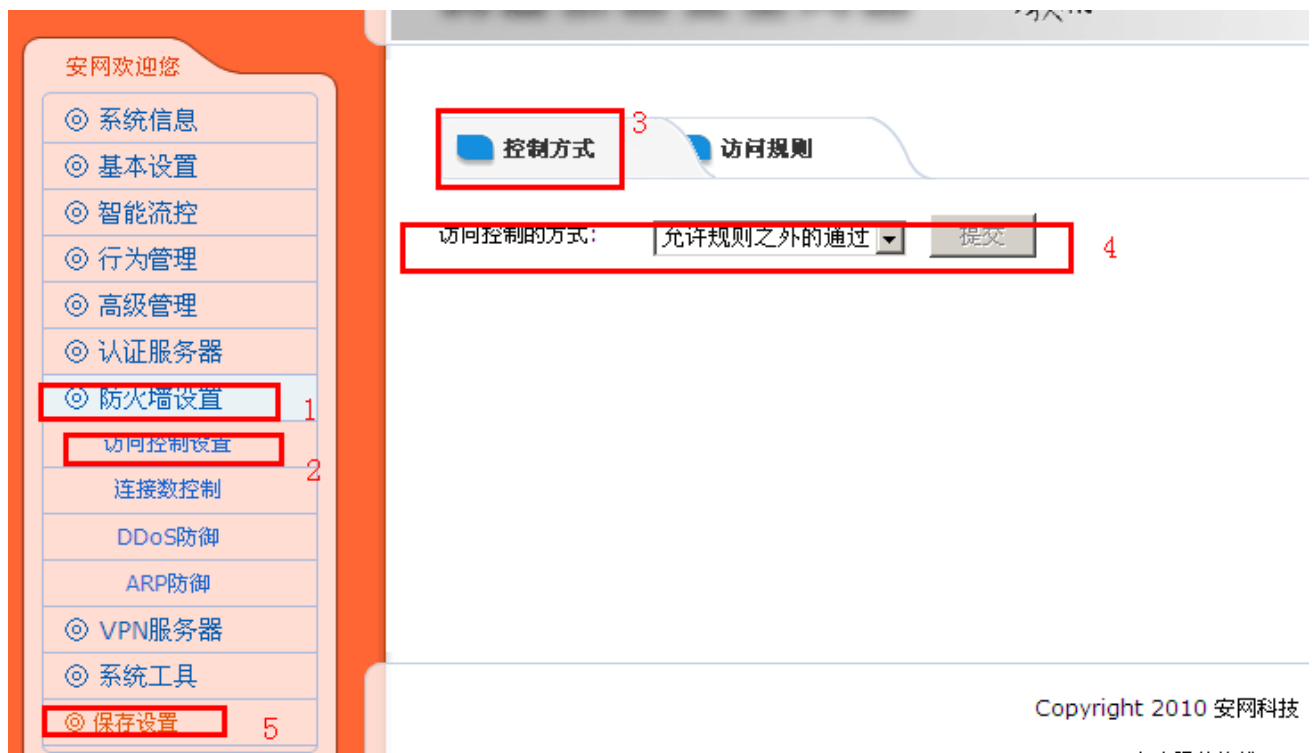 安网欢迎您
◎ 系统信息
◎ 基本设置
◎ 智能流控
◎ 行为管理
◎ 高级管理
◎ 认证服务器
◎ 防火墙设置
1
访问控制设置
2
连接数控制
DDoS防御
ARP防御
◎ VPN服务器
◎ 系统工具
◎ 保存设置
5
控制方式
3
访问规则
访问控制的方式:
允许规则之外的通过
提交
4
Copyright 2010 安网科技